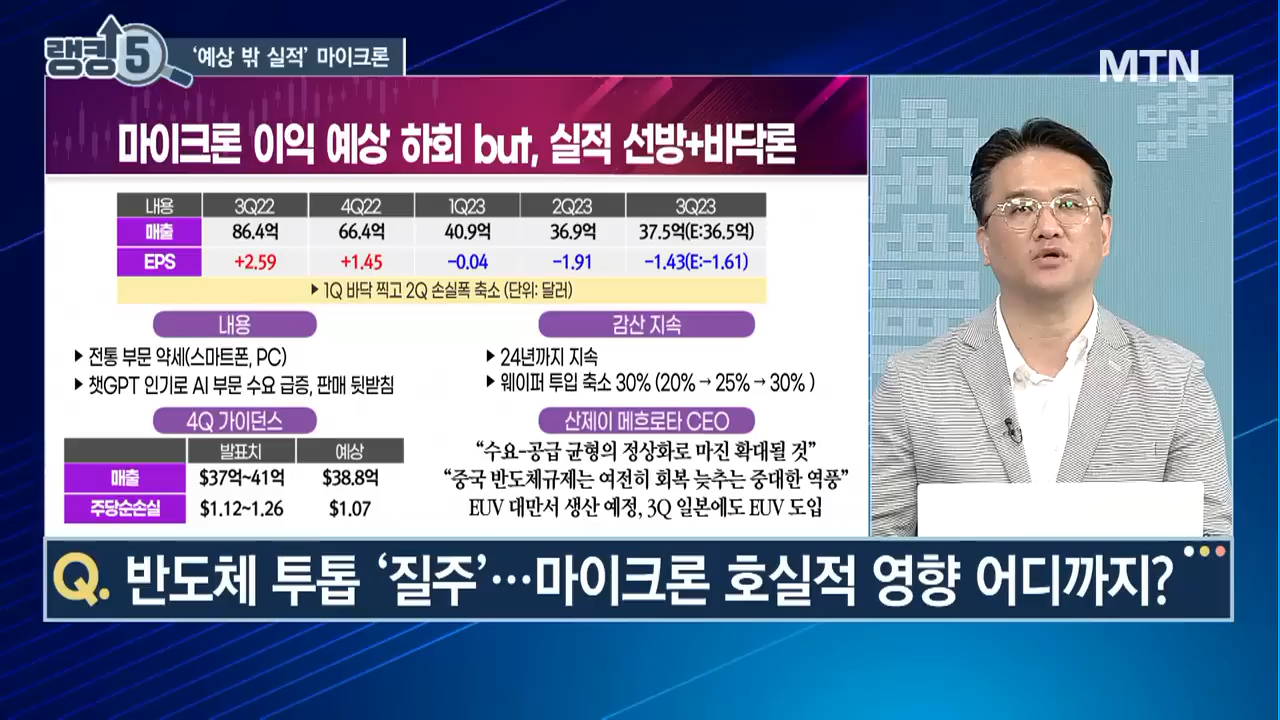 랭킹5
'예상 밖 실적' 마이크론
MTN
마이크론 이익 예상 하회 but, 실적 선방+바닥론
내용 3Q22 4Q22 1Q23 2Q23 3Q23
매출 86.4억 66.4억 40.9억 36.9억 37.5억(E:36.5억)
EPS +2.59 +1.45 -0.04 -1.91 -1.43(E:-1.61)
▶ 1Q 바닥 찍고 2Q 손실폭 축소 (단위: 달러)
내용
▶ 전통 부문 약세(스마트폰, PC)
▶ 챗GPT 인기로 AI 부문 수요 급증, 판매 뒷받침
감산 지속
▶ 24년까지 지속
▶ 웨이퍼 투입 축소 30% (20% → 25% → 30% )
4Q 가이던스
발표치 예상
매출 $37억~41억 $38.8억
주당순손실 $1.12~1.26 $1.07
산제이 메흐로타 CEO
"수요-공급 균형의 정상화로 마진 확대될 것"
"중국 반도체규제는 여전히 회복 늦추는 중대한 역풍"
EUV 대만서 생산 예정, 3Q 일본에도 EUV 도입
Q. 반도체 투톱 '질주'…마이크론 호실적 영향 어디까지?